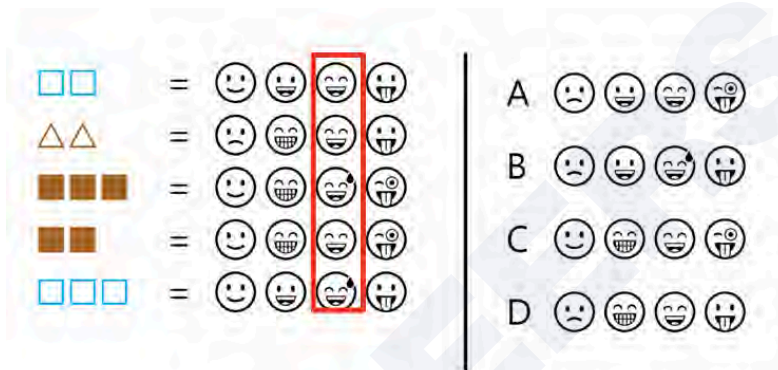 =
=
=
=
=
A
B
C
D